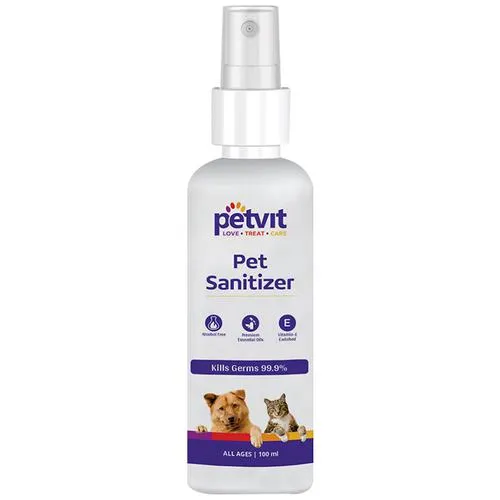 petvit
LOVE • TREAT • CARE
Pet
Sanitizer
Alcohol Free
Premium
Essential Oils
E
Vitamin-E
Enriched
Kills Germs 99.9%
ALL AGES | 100 ml